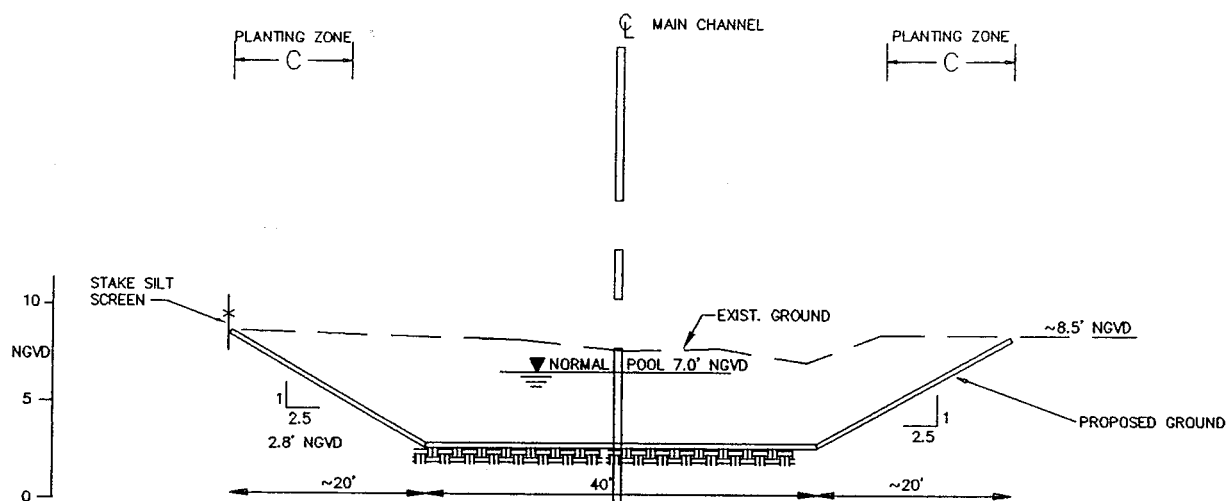 ℄ MAIN CHANNEL
PLANTING ZONE
C
PLANTING ZONE
C
STAKE SILT
SCREEN
10
NGVD
5
0
EXIST. GROUND
~8.5' NGVD
NORMAL POOL 7.0' NGVD
1
2.5
2.8' NGVD
1
2.5
PROPOSED GROUND
~20'
40'
~20'